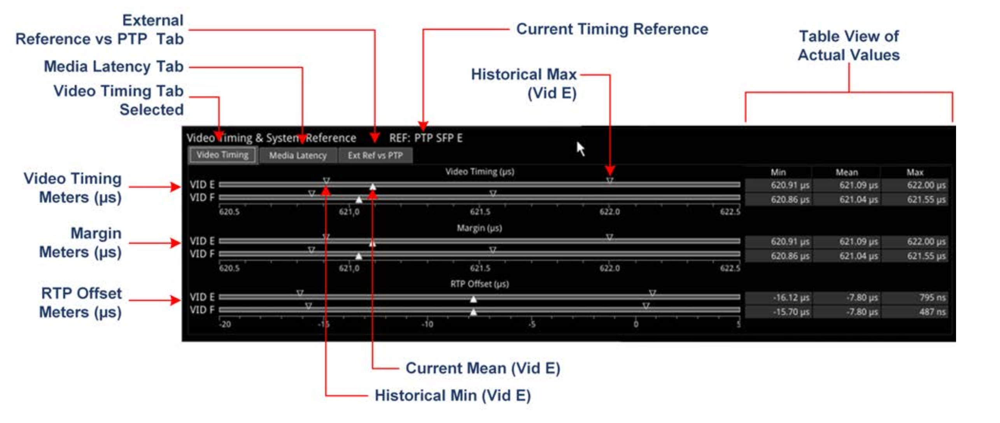 External
Reference vs PTP Tab
Current Timing Reference
Table View of
Actual Values
Media Latency Tab
Historical Max
(Vid E)
Video Timing Tab
Selected
Video Timing & System Reference
REF: PTP SFP E
Video Timing
Media Latency
Ext Ref vs PTP
Video Timing
Meters (µs)
Video Timing (µs)
Min Mean Max
VID E
620.91 µs 621.09 µs 622.00 µs
VID F
620.86 µs 621.04 µs 621.55 µs
620.5 621,0 621.5 622.0 622.5
Margin
Meters (µs)
Margin (µs)
VID E
620.91 µs 621.09 µs 622.00 µs
VID F
620.86 µs 621.04 µs 621.55 µs
620.5 621,0 621.5 622.0 622.5
RTP Offset
Meters (µs)
RTP Offset (µs)
VID E
-16.12 µs -7.80 µs 795 ns
VID F
-15.70 µs -7.80 µs 487 ns
-20 -15 -10 -5 0 5
Current Mean (Vid E)
Historical Min (Vid E)